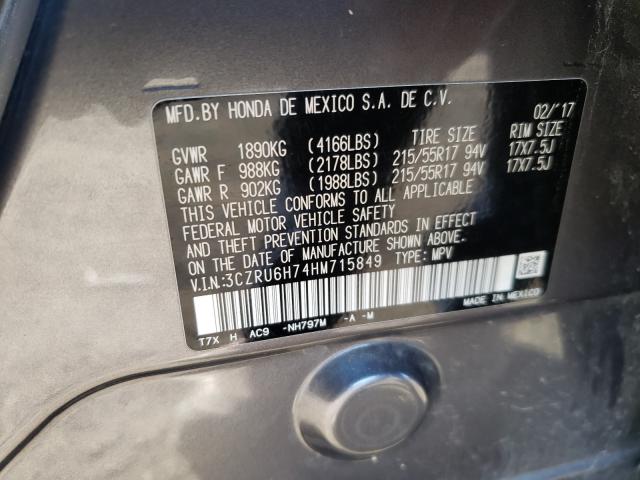 MFD.BY HONDA DE MEXICO S.A. DE C.V. 02/'17
TIRE SIZE RIM SIZE
GVWR 1890KG (4166LBS)
GAWR F 988KG (2178LBS) 215/55R17 94V 17X7.5J
GAWR R 902KG (1988LBS) 215/55R17 94V 17X7.5J
THIS VEHICLE CONFORMS TO ALL APPLICABLE
FEDERAL MOTOR VEHICLE SAFETY
AND THEFT PREVENTION STANDARDS IN EFFECT
ON THE DATE OF MANUFACTURE SHOWN ABOVE.
V.I.N:3CZRU6H74HM715849 TYPE: MPV
MADE IN MEXICO
T7X H AC9 -NH797M -A -M